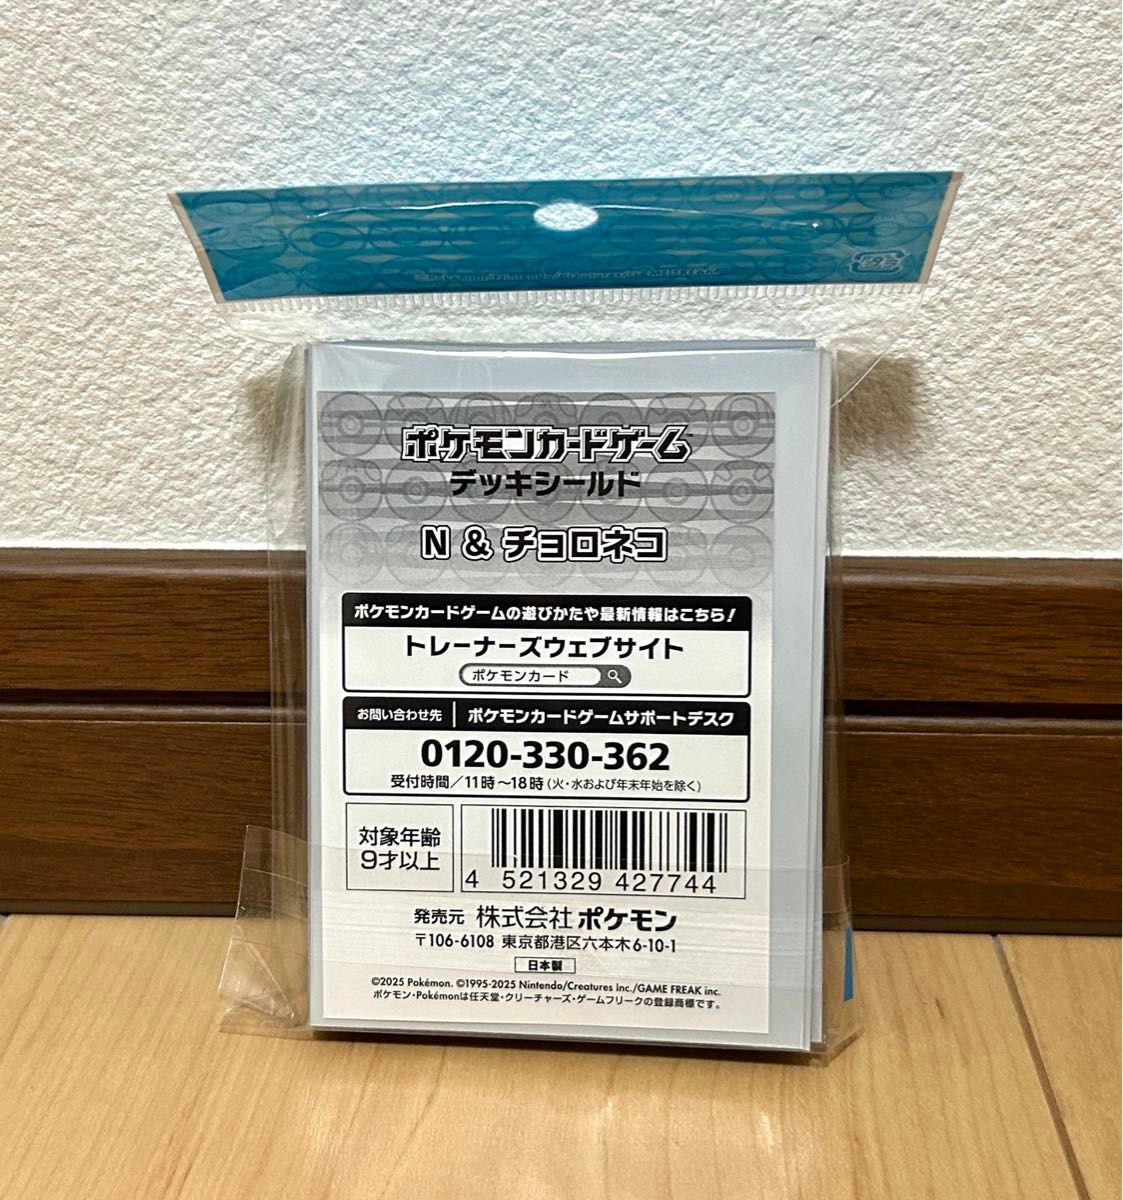 ©Pokémon/Nintendo/Creatures/GAME FREAK
プラ
ポケモンカードゲーム
デッキシールド
N & チョロネコ
ポケモンカードゲームの遊びかたや最新情報はこちら!
トレーナーズウェブサイト
ポケモンカード
お問い合わせ先 ポケモンカードゲームサポートデスク
0120-330-362
受付時間/11時~18時(火・水および年末年始を除く)
対象年齢
9才以上
4 521329 427744
発売元 株式会社 ポケモン
〒106-6108 東京都港区六本木6-10-1
日本製
©2025 Pokémon. ©1995-2025 Nintendo/Creatures Inc./GAME FREAK inc.
ポケモン・Pokémonは任天堂・クリーチャーズ・ゲームフリークの登録商標です。